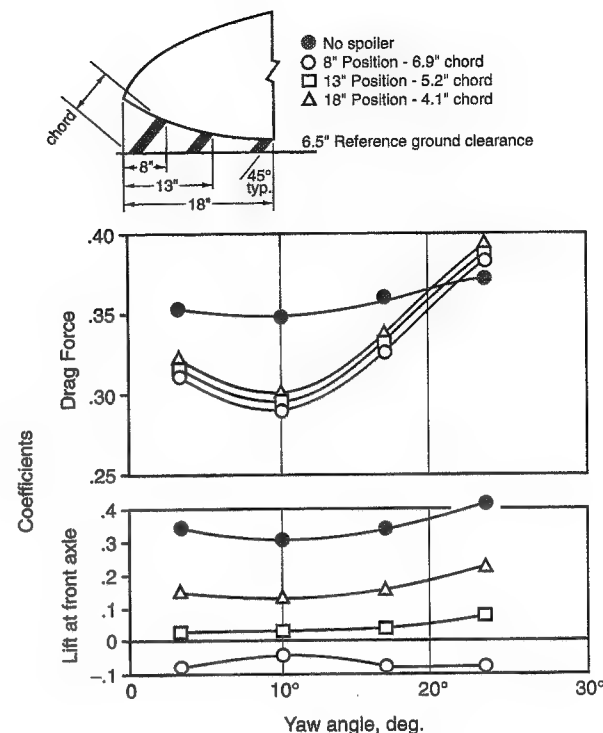 No spoiler
8" Position - 6.9" chord
13" Position - 5.2" chord
18" Position - 4.1" chord
6.5" Reference ground clearance
chord
8"
13"
18"
45°
typ.
Coefficients
Drag Force
.40
.35
.30
.25
Lift at front axle
.4
.3
.2
.1
0
-.1
0
10°
20°
30°
Yaw angle, deg.